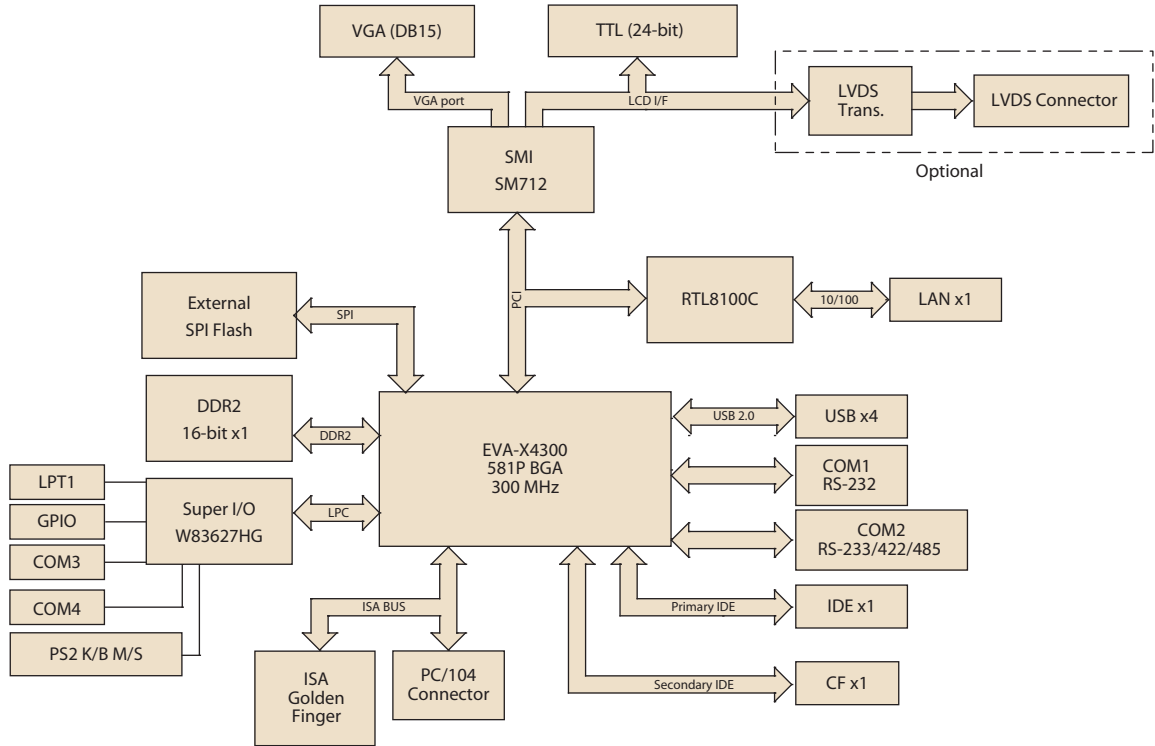 VGA (DB15)
TTL (24-bit)
VGA port
LCD I/F
LVDS
Trans.
LVDS Connector
Optional
SMI
SM712
PCI
RTL8100C
10/100
LAN x1
External
SPI Flash
SPI
DDR2
16-bit x1
DDR2
EVA-X4300
581P BGA
300 MHz
USB 2.0
USB x4
COM1
RS-232
COM2
RS-233/422/485
LPT1
GPIO
COM3
COM4
PS2 K/B M/S
Super I/O
W83627HG
LPC
ISA BUS
ISA
Golden
Finger
PC/104
Connector
Primary IDE
IDE x1
Secondary IDE
CF x1